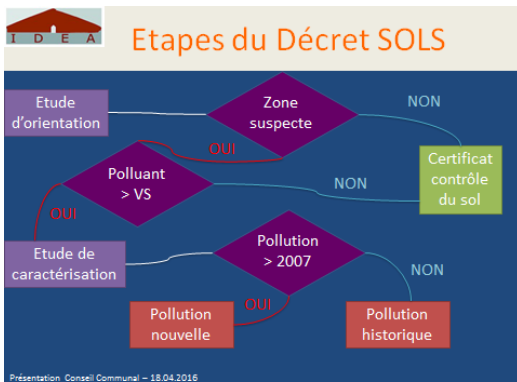 I D E A
Etapes du Décret SOLS
Etude
d'orientation
Zone
suspecte
NON
OUI
Certificat
contrôle
du sol
Polluant
> VS
NON
OUI
Etude de
caractérisation
Pollution
> 2007
NON
OUI
Pollution
nouvelle
Pollution
historique
Présentation Conseil Communal – 18.04.2016